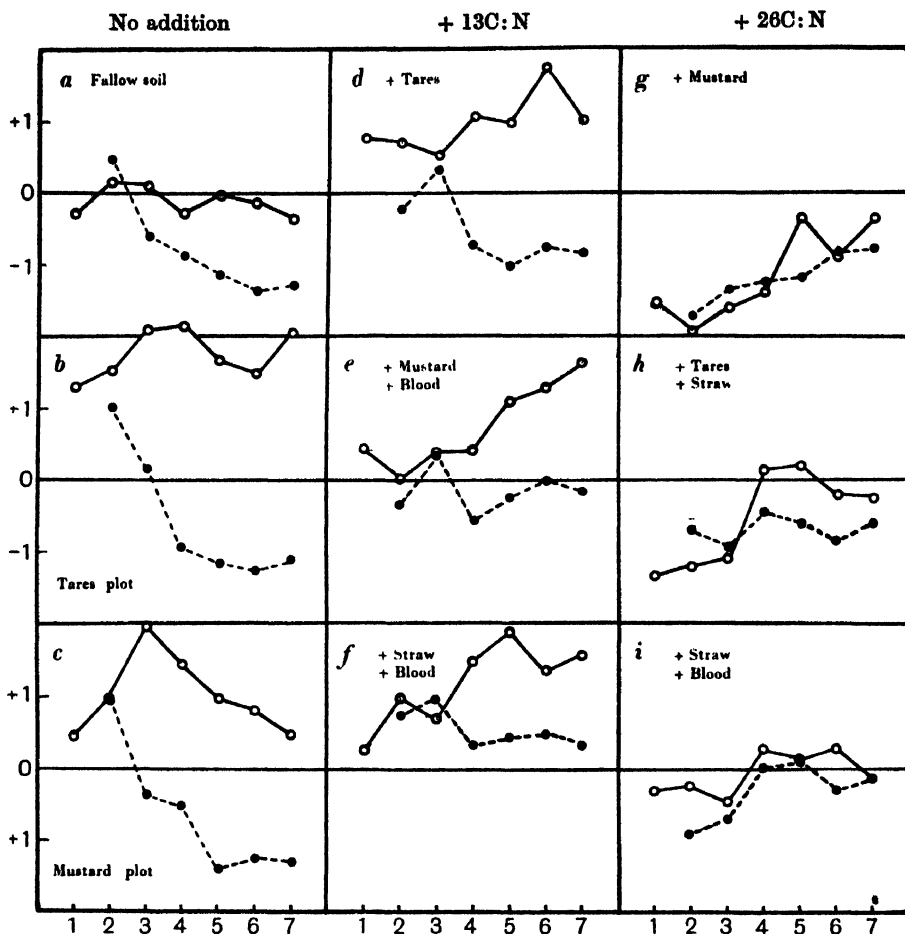 No addition
+ 13C: N
+ 26C: N
a Fallow soil
d + Tares
g + Mustard
+1
0
−1
b
e + Mustard
+ Blood
h + Tares
+ Straw
+1
0
−1
Tares plot
c
f + Straw
+ Blood
i + Straw
+ Blood
+1
0
+1
Mustard plot
1 2 3 4 5 6 7
1 2 3 4 5 6 7
1 2 3 4 5 6 7